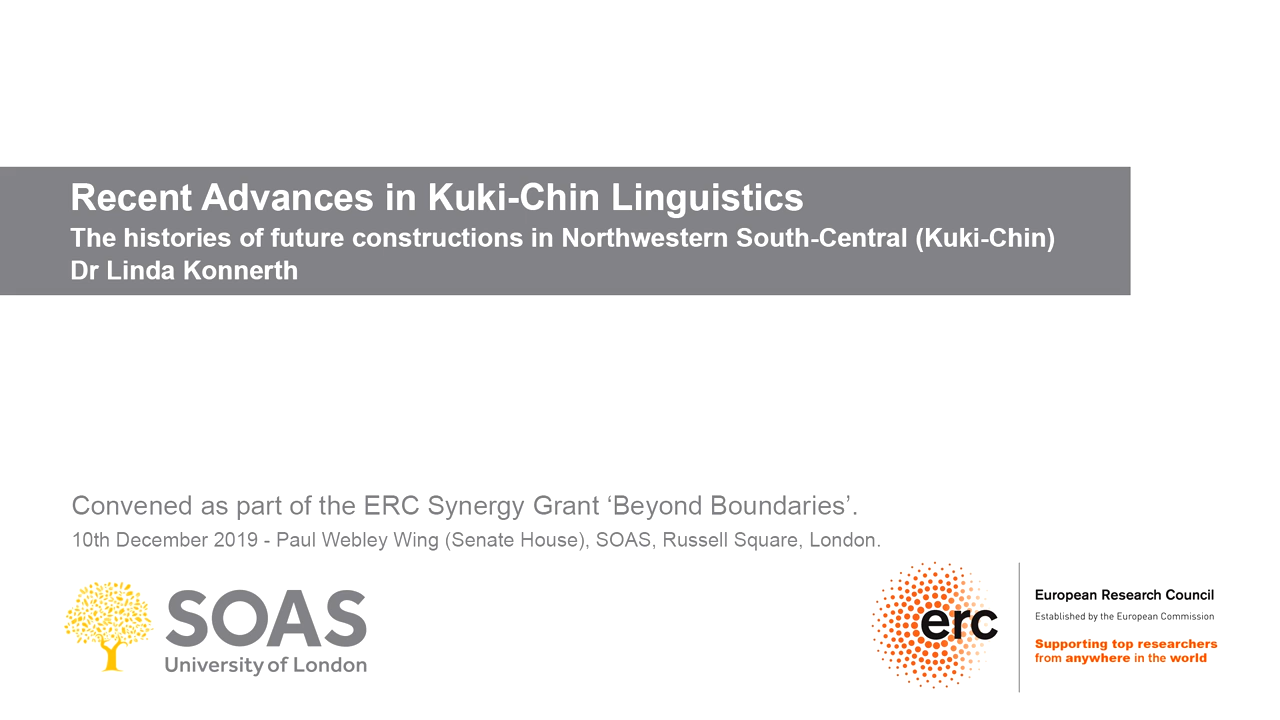 Recent Advances in Kuki-Chin Linguistics
The histories of future constructions in Northwestern South-Central (Kuki-Chin)
Dr Linda Konnerth
Convened as part of the ERC Synergy Grant ‘Beyond Boundaries’.
10th December 2019 - Paul Webley Wing (Senate House), SOAS, Russell Square, London.
SOAS
University of London
erc
European Research Council
Established by the European Commission
Supporting top researchers
from anywhere in the world